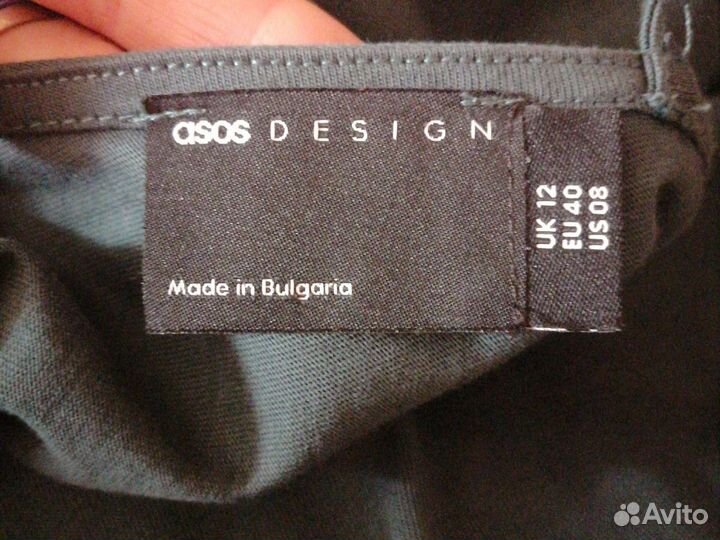 asos DESIGN
Made in Bulgaria
UK 12
EU 40
US 08
Avito